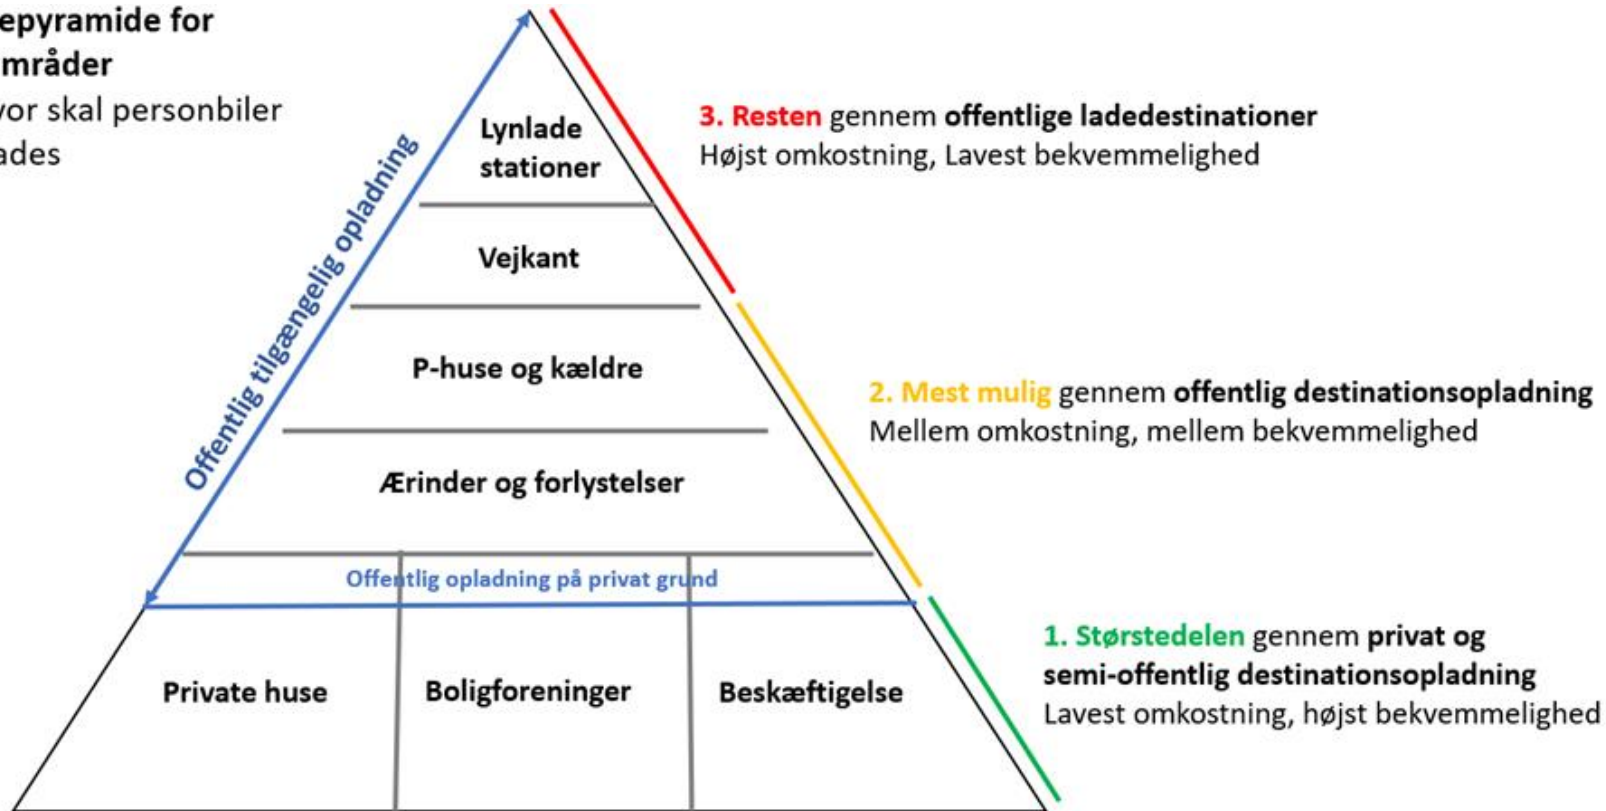 epyramide for
mråder
vor skal personbiler
ades
Offentlig tilgængelig opladning
Lynlade
stationer
Vejkant
P-huse og kældre
Ærinder og forlystelser
Offentlig opladning på privat grund
Private huse
Boligforeninger
Beskæftigelse
3. Resten gennem offentlige ladedestinationer
Højst omkostning, Lavest bekvemmelighed
2. Mest mulig gennem offentlig destinationsopladning
Mellem omkostning, mellem bekvemmelighed
1. Størstedelen gennem privat og
semi-offentlig destinationsopladning
Lavest omkostning, højst bekvemmelighed